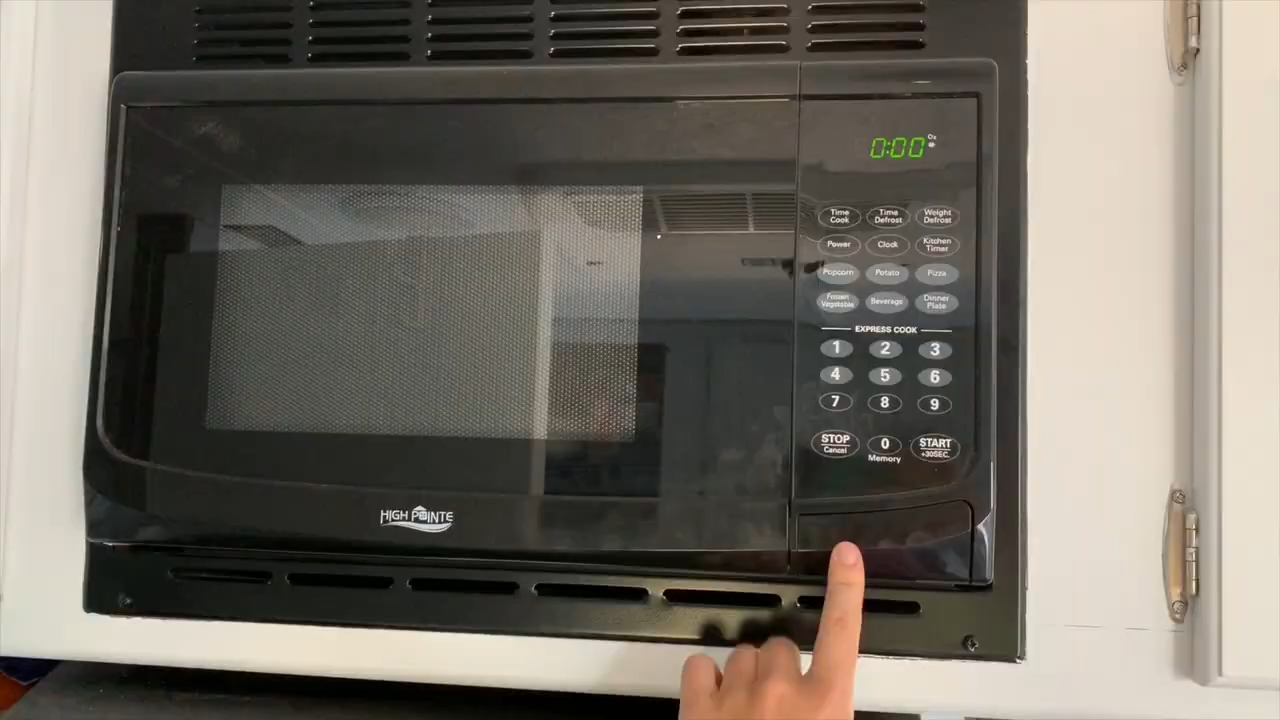 0:00
Oz
Time Cook
Time Defrost
Weight Defrost
Power
Clock
Kitchen Timer
Popcorn
Potato
Pizza
Frozen Vegetable
Beverage
Dinner Plate
EXPRESS COOK
1 2 3
4 5 6
7 8 9
STOP Cancel
0 Memory
START +30SEC.
HIGH POINTE